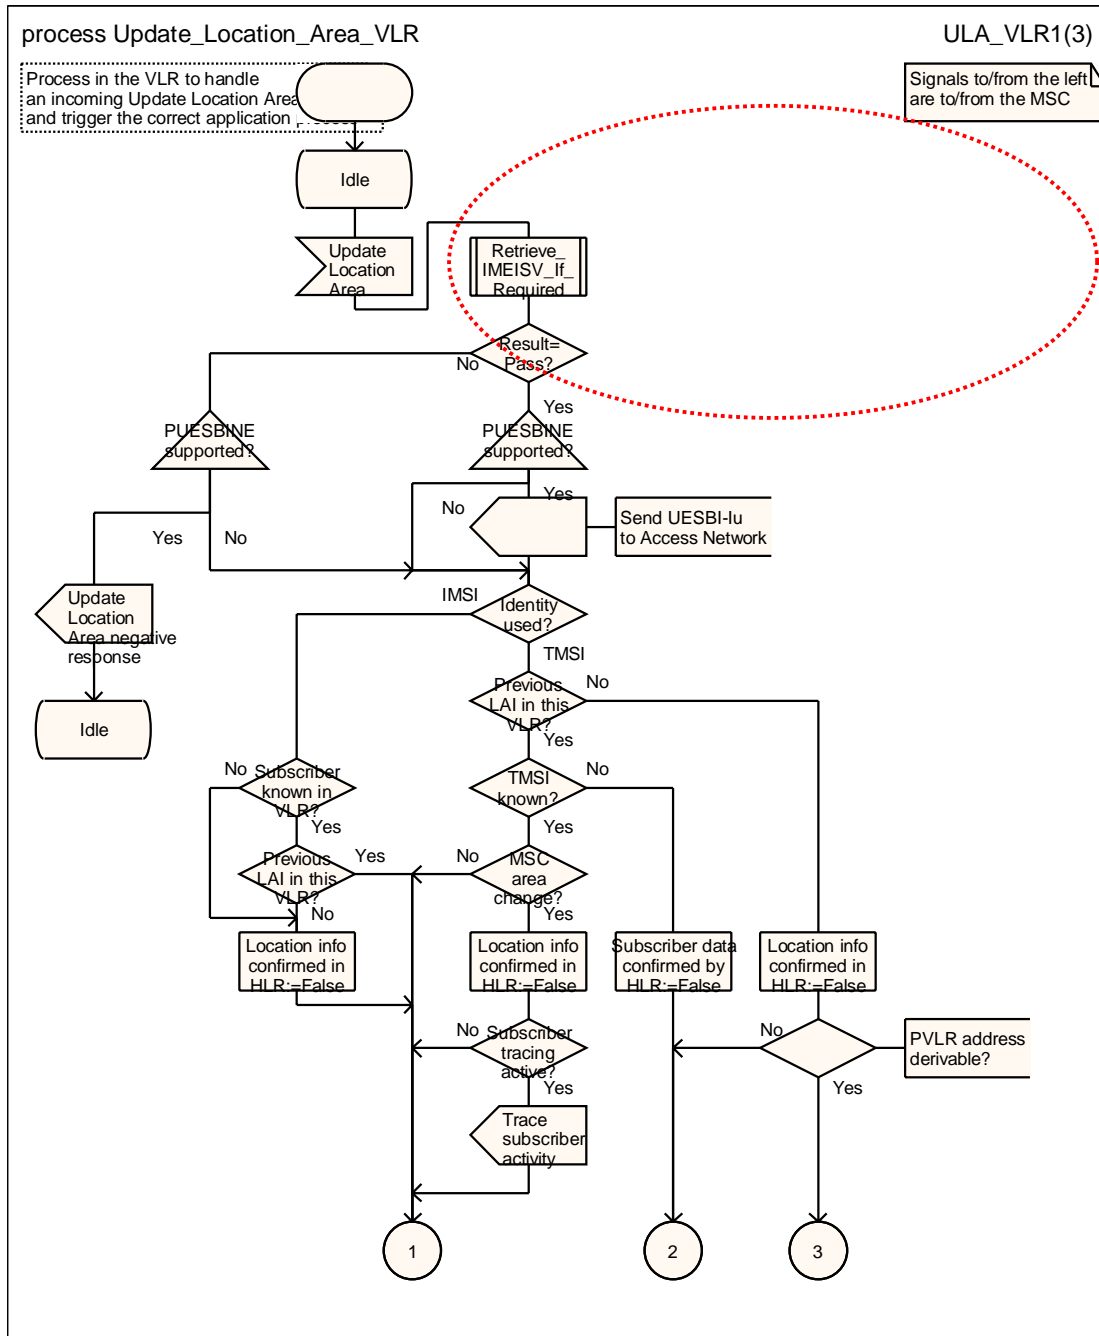 process Update_Location_Area_VLR
ULA_VLR1(3)
Process in the VLR to handle
an incoming Update Location Area
and trigger the correct application
Signals to/from the left
are to/from the MSC
Idle
Update
Location
Area
Retrieve_
IMEISV_If_
Required
Result=
Pass?
No
Yes
PUESBINE
supported?
PUESBINE
supported?
Yes
No
No
Yes
Send UESBI-Iu
to Access Network
Update
Location
Area negative
response
Idle
IMSI
Identity
used?
TMSI
Previous
LAI in this
VLR?
No
Yes
No
Subscriber
known in
VLR?
Yes
TMSI
known?
No
Yes
Previous
LAI in this
VLR?
Yes
No
No
MSC
area
change?
Yes
Location info
confirmed in
HLR:=False
Location info
confirmed in
HLR:=False
Subscriber data
confirmed by
HLR:=False
Location info
confirmed in
HLR:=False
No
Subscriber
tracing
active?
Yes
No
Yes
PVLR address
derivable?
Trace
subscriber
activity
1
2
3